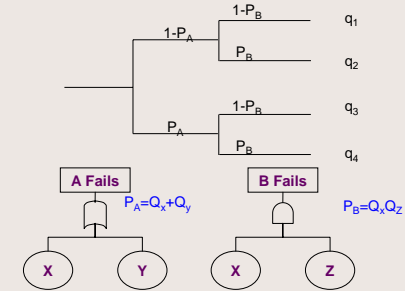 1-P_B
q_1
1-P_A
P_B
q_2
1-P_B
q_3
P_A
P_B
q_4
A Fails
B Fails
P_A=Q_x+Q_y
P_B=Q_xQ_Z
X
Y
X
Z